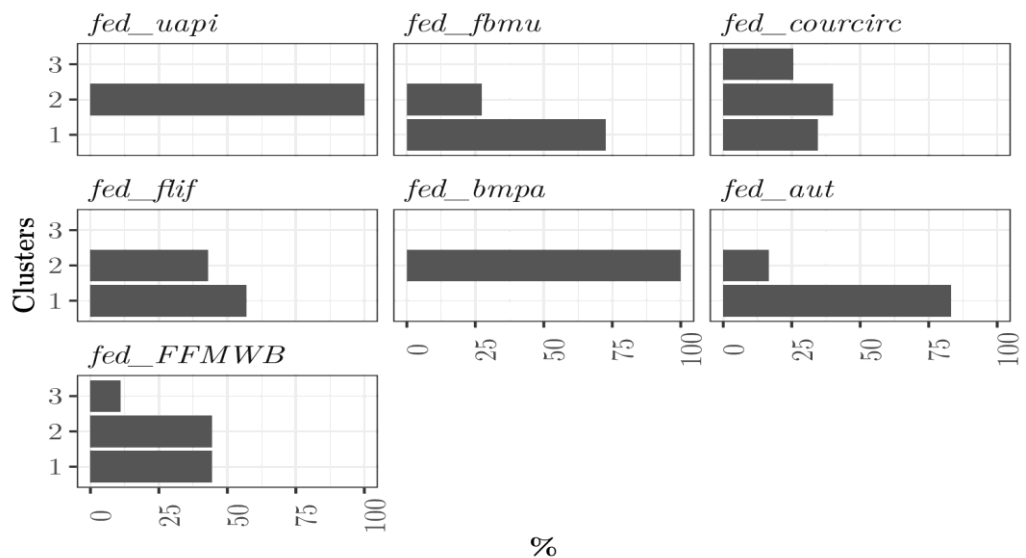 fed_uapi fed_fbmu fed_courcirc
3
2
1
fed_flif fed_bmpa fed_aut
3
2
1
0 25 50 75 100 0 25 50 75 100
fed_FFMWB
3
2
1
0 25 50 75 100
Clusters
%